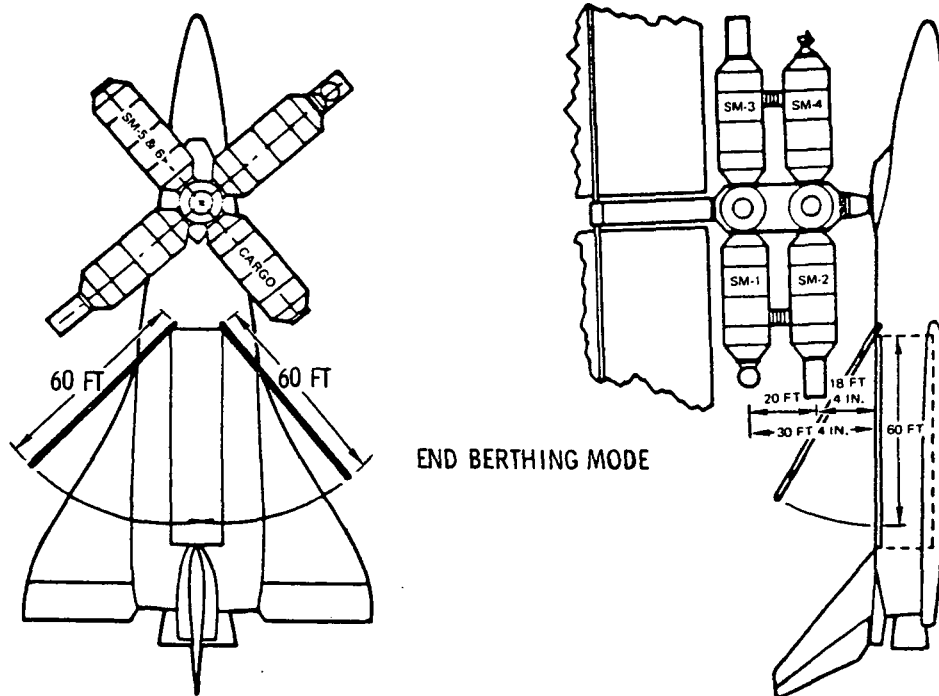 SM-5 & 6
CARGO
60 FT
60 FT
END BERTHING MODE
SM-3
SM-4
SM-1
SM-2
20 FT
18 FT
4 IN.
30 FT 4 IN.
60 FT